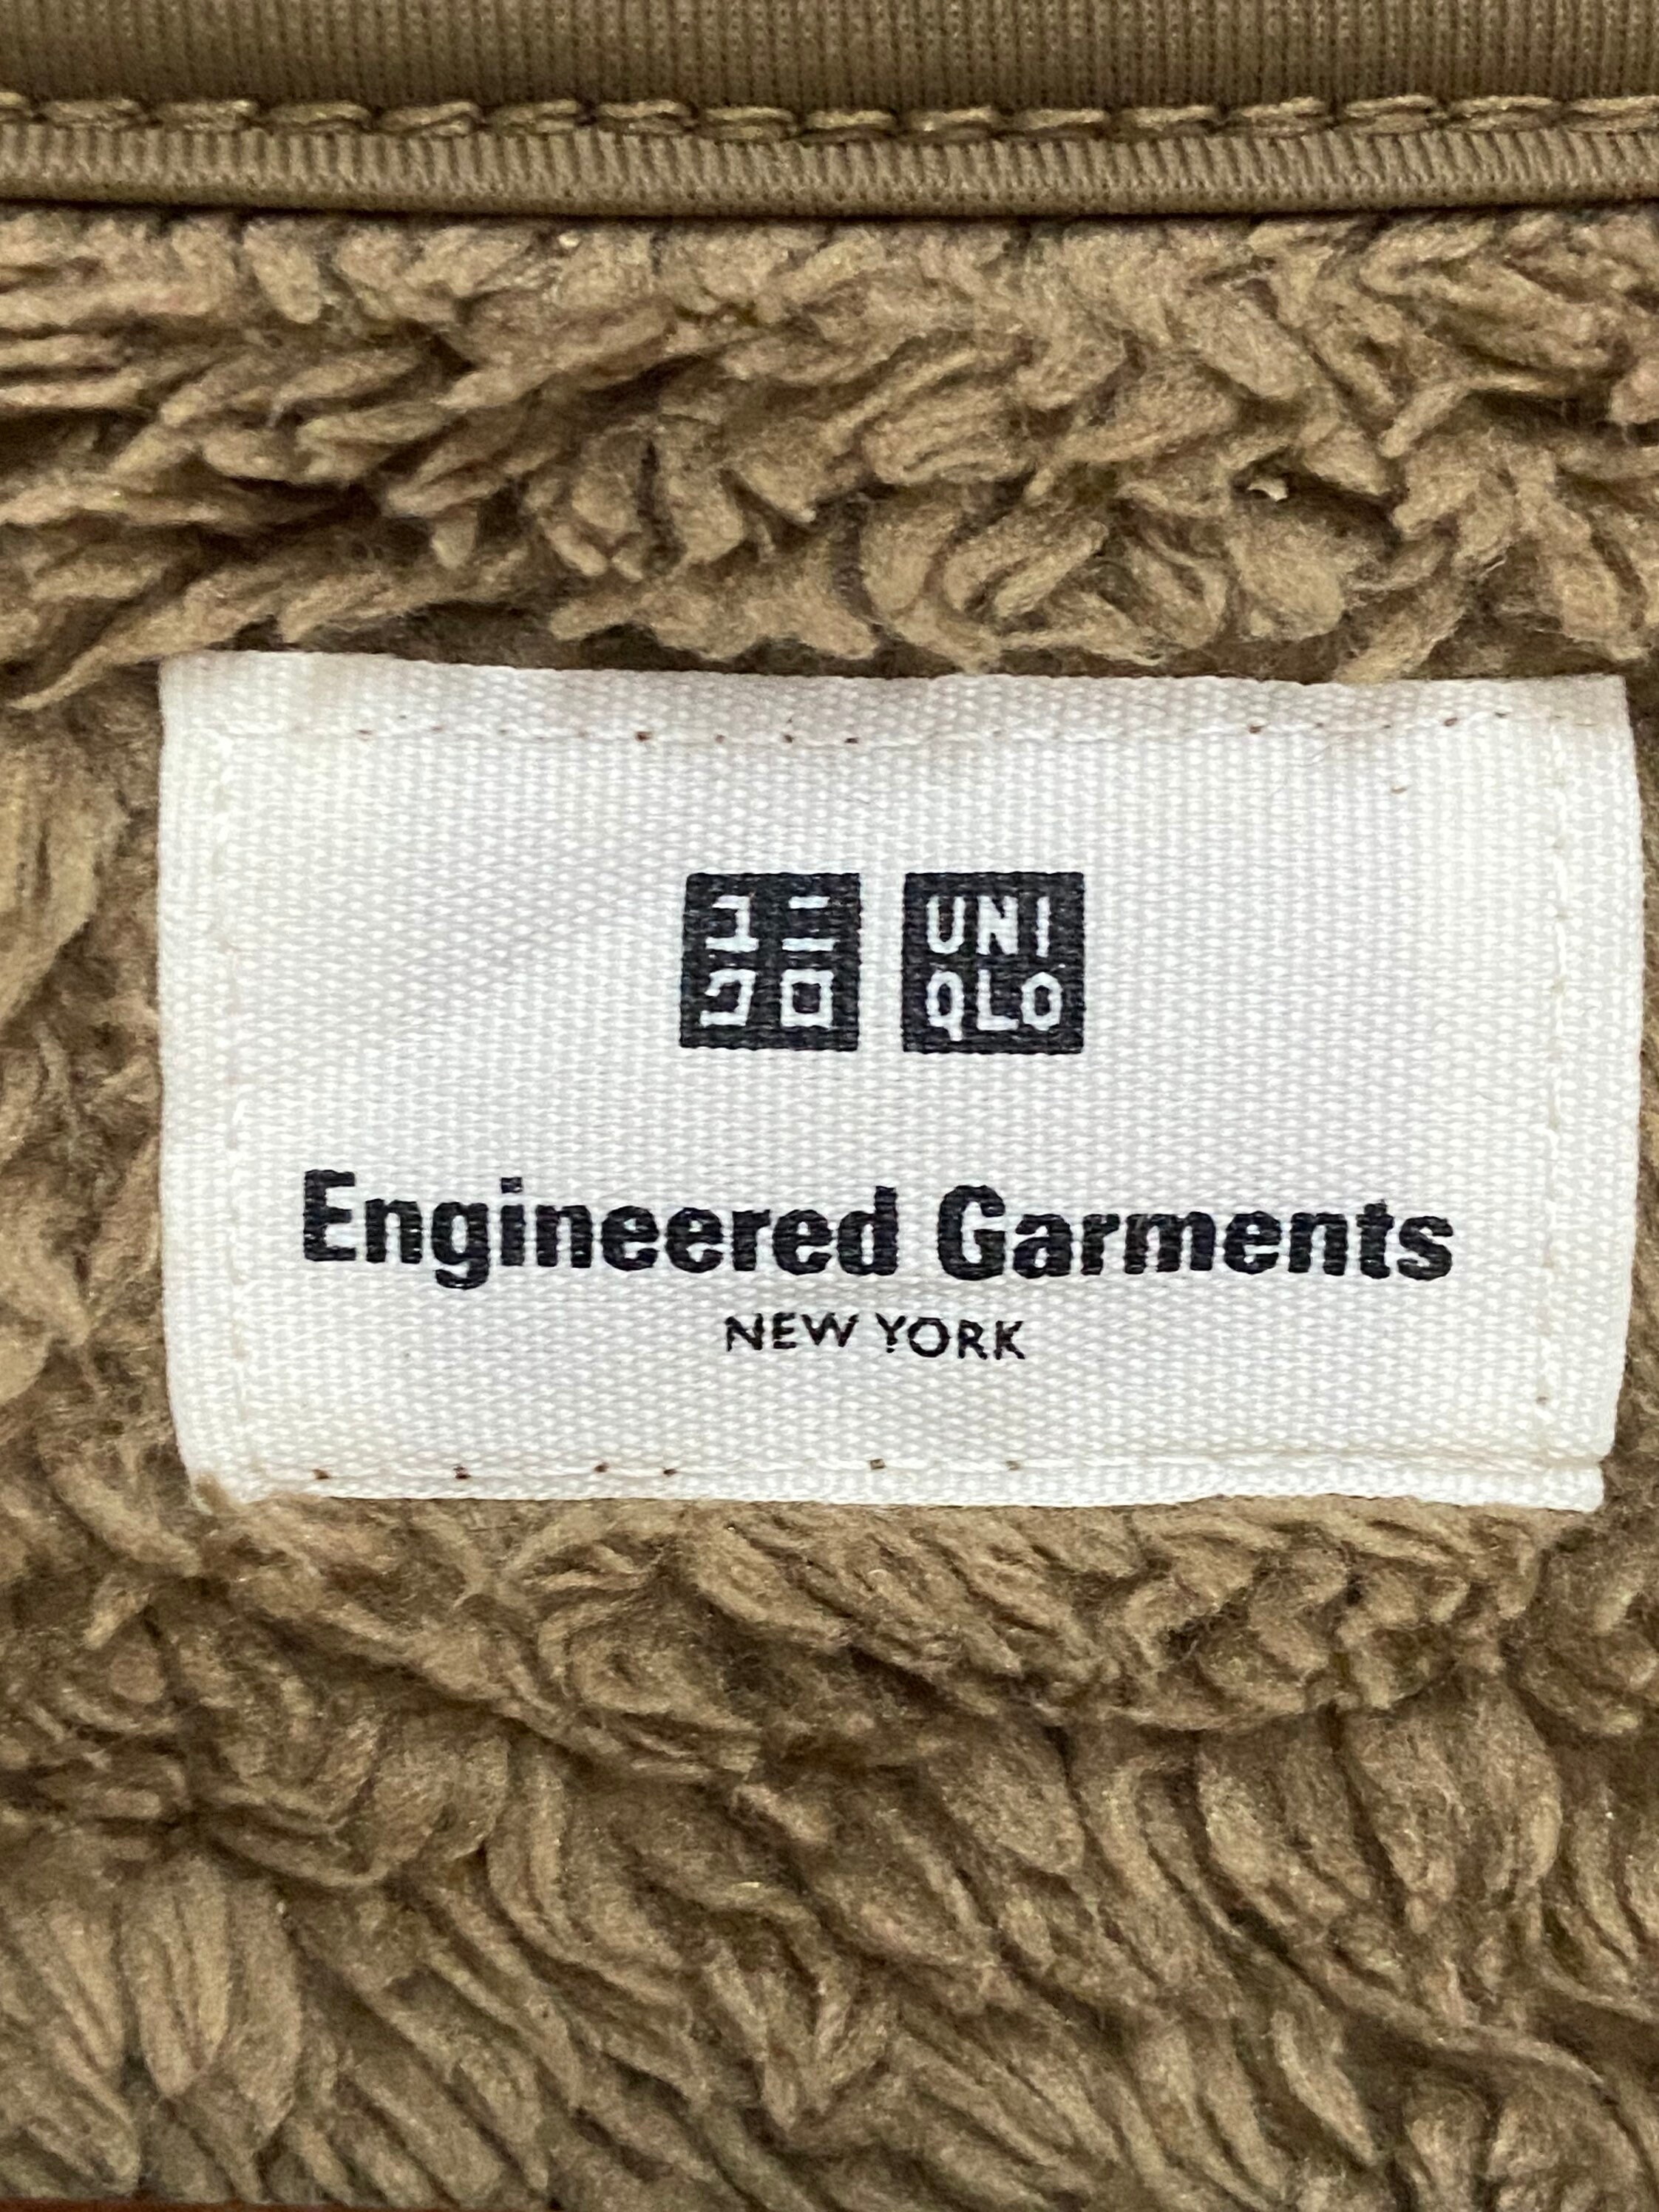 ユニ
クロ
UNI
QLO
Engineered Garments
NEW YORK